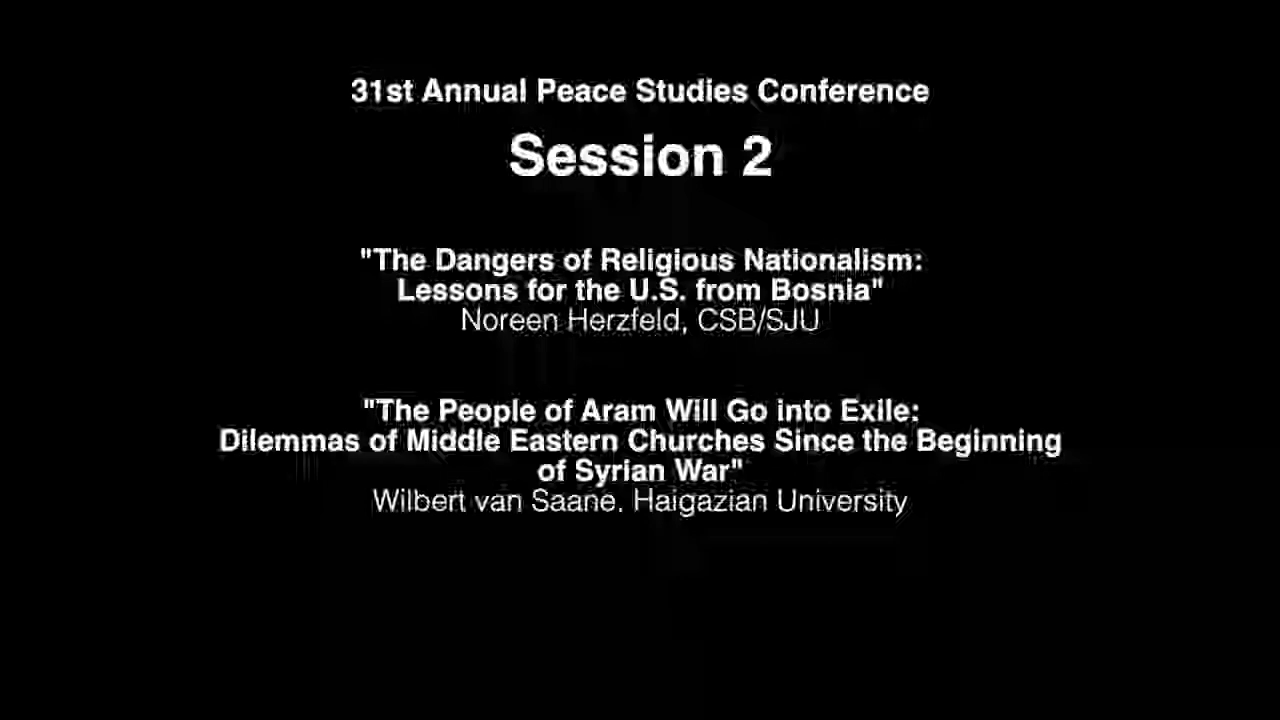 31st Annual Peace Studies Conference
Session 2
"The Dangers of Religious Nationalism:
Lessons for the U.S. from Bosnia"
Noreen Herzfeld, CSB/SJU
"The People of Aram Will Go into Exile:
Dilemmas of Middle Eastern Churches Since the Beginning
of Syrian War"
Wilbert van Saane. Haigazian University